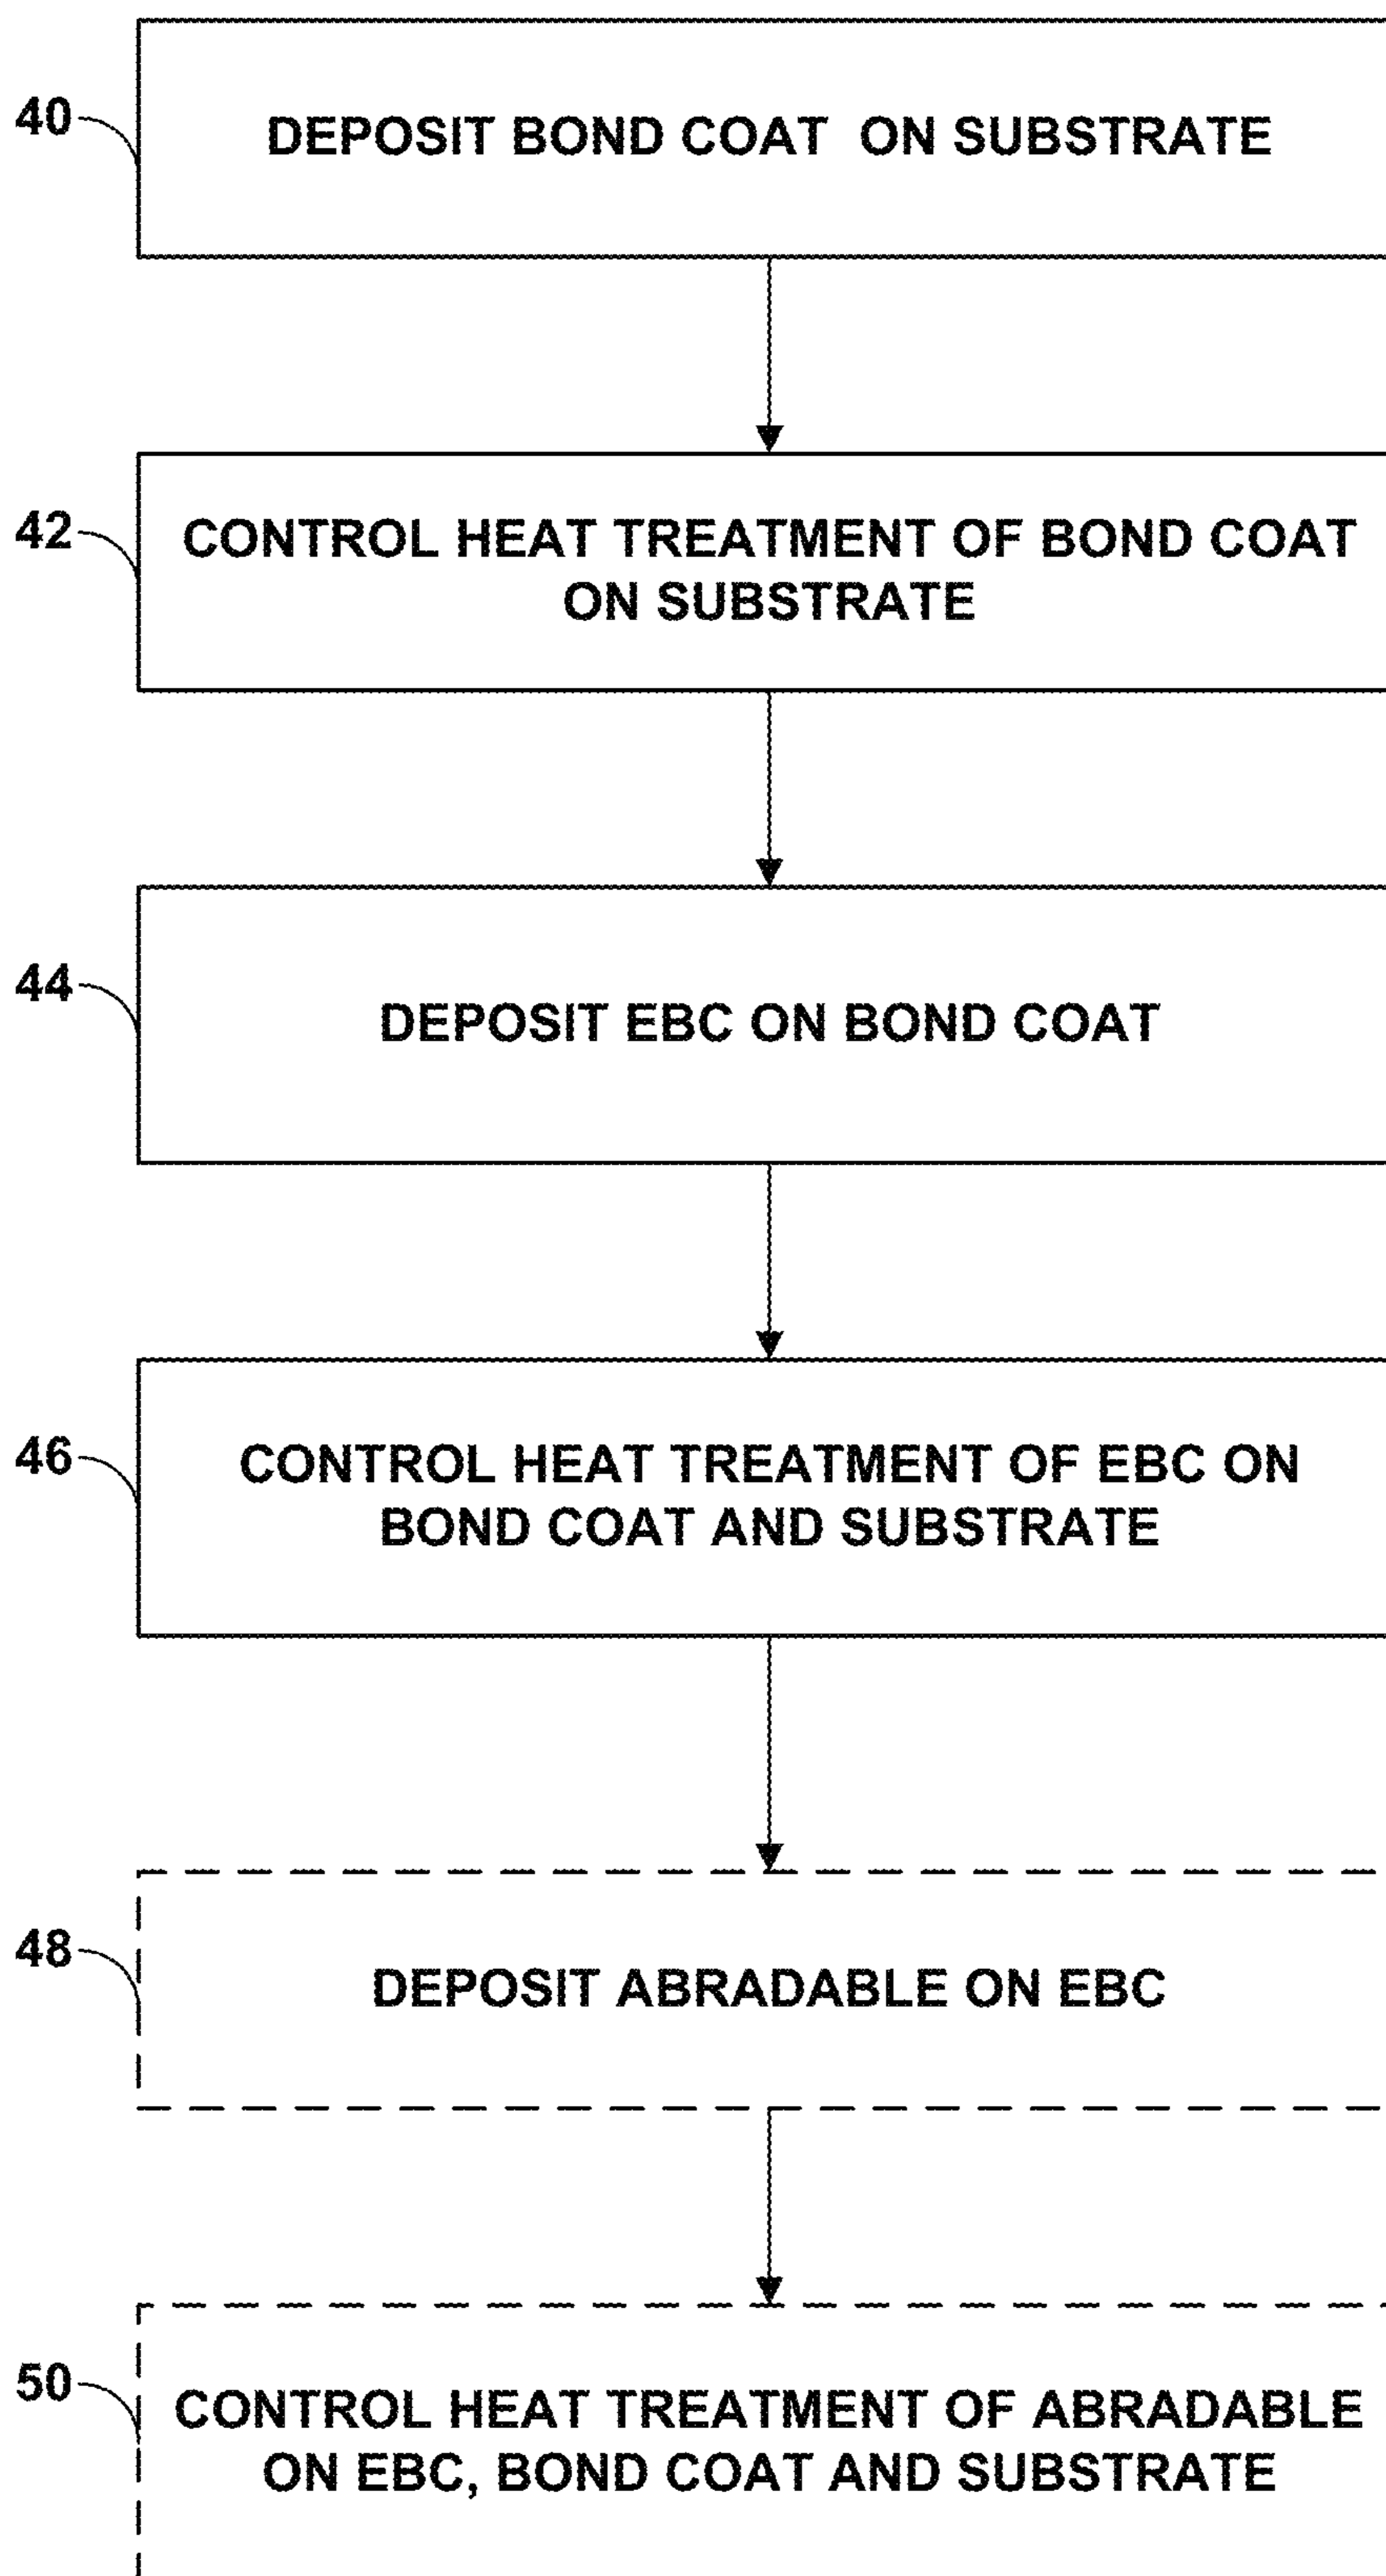 40
DEPOSIT BOND COAT ON SUBSTRATE
42
CONTROL HEAT TREATMENT OF BOND COAT
ON SUBSTRATE
44
DEPOSIT EBC ON BOND COAT
46
CONTROL HEAT TREATMENT OF EBC ON
BOND COAT AND SUBSTRATE
48
DEPOSIT ABRADABLE ON EBC
50
CONTROL HEAT TREATMENT OF ABRADABLE
ON EBC, BOND COAT AND SUBSTRATE